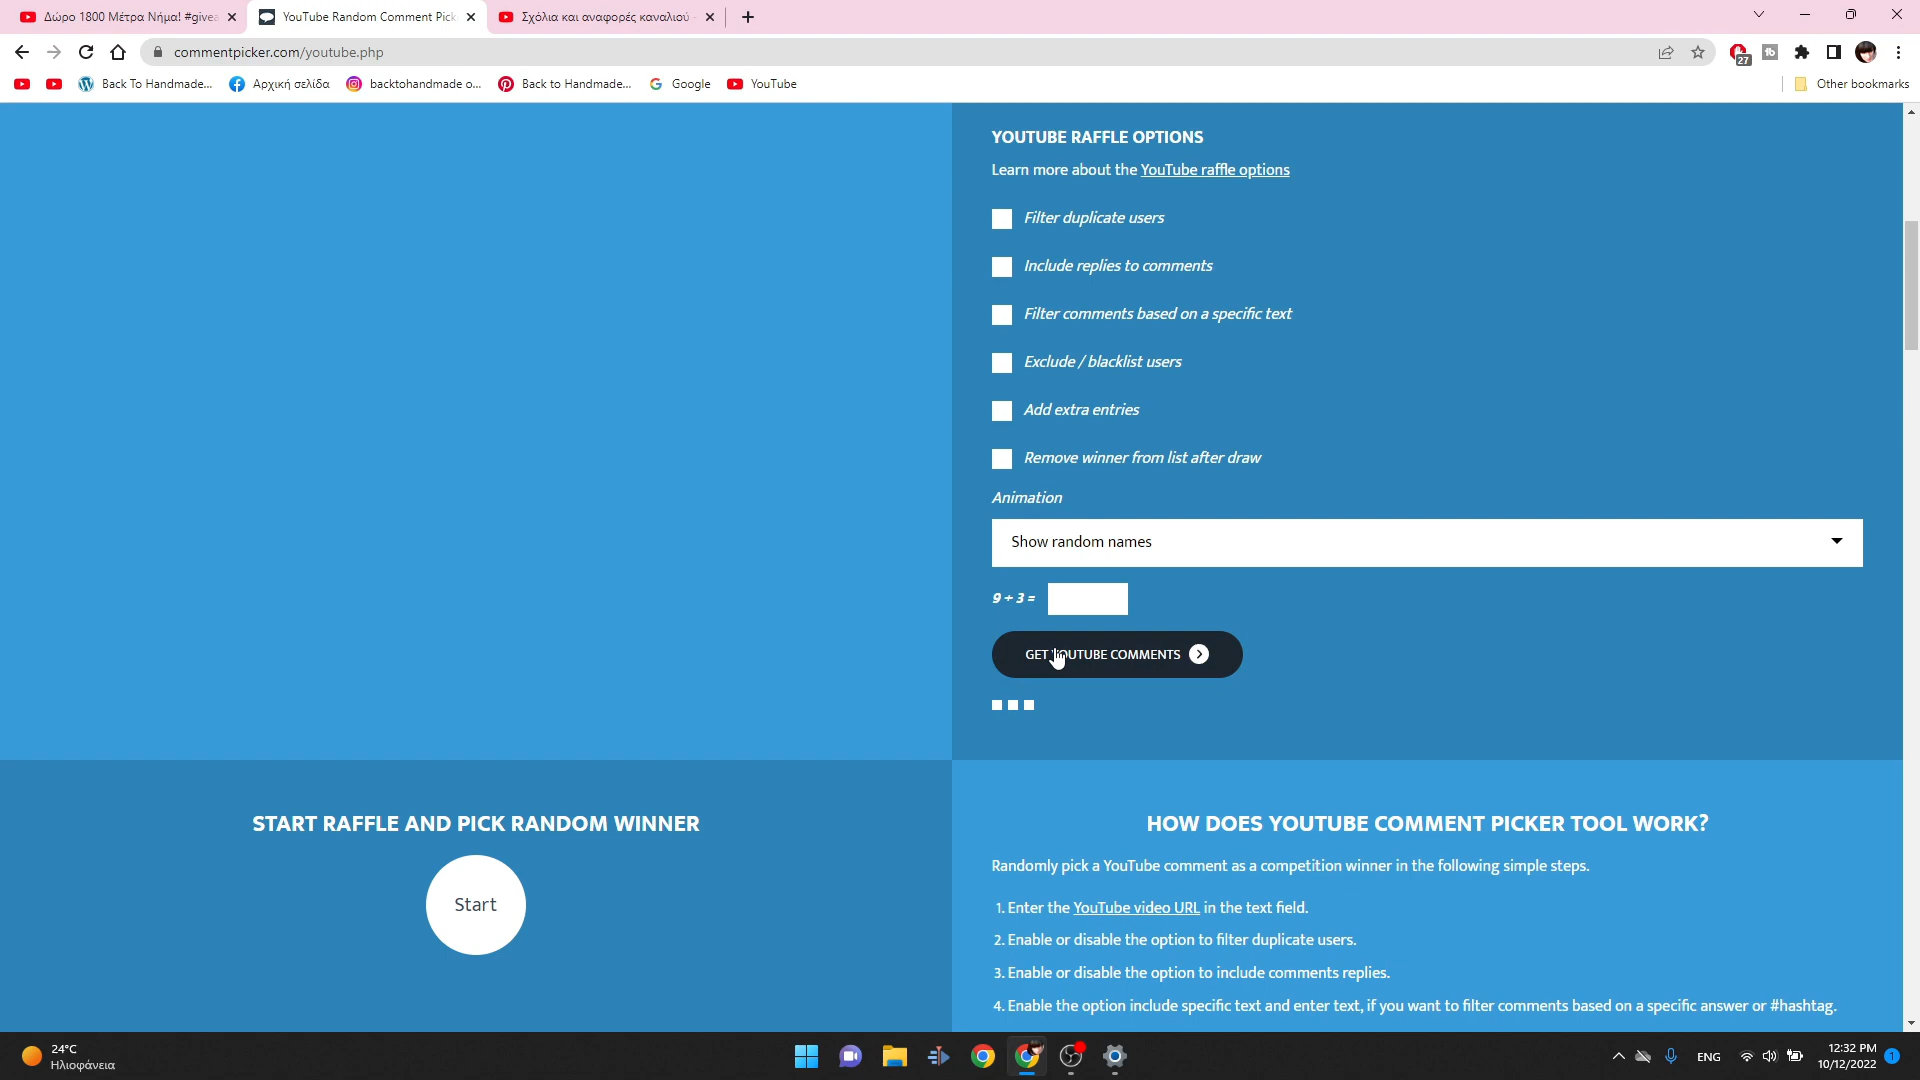 Δώρο 1800 Μέτρα Νήμα! #givea
YouTube Random Comment Pick
Σχόλια και αναφορές καναλιού
commentpicker.com/youtube.php
27
Back To Handmade...
Αρχική σελίδα
backtohandmade o...
Back to Handmade...
Google
YouTube
Other bookmarks
YOUTUBE RAFFLE OPTIONS
Learn more about the YouTube raffle options
Filter duplicate users
Include replies to comments
Filter comments based on a specific text
Exclude / blacklist users
Add extra entries
Remove winner from list after draw
Animation
Show random names
9 ÷ 3 =
GET YOUTUBE COMMENTS
START RAFFLE AND PICK RANDOM WINNER
Start
HOW DOES YOUTUBE COMMENT PICKER TOOL WORK?
Randomly pick a YouTube comment as a competition winner in the following simple steps.
1. Enter the YouTube video URL in the text field.
2. Enable or disable the option to filter duplicate users.
3. Enable or disable the option to include comments replies.
4. Enable the option include specific text and enter text, if you want to filter comments based on a specific answer or #hashtag.
24°C
Ηλιοφάνεια
ENG
12:32 PM
10/12/2022
1